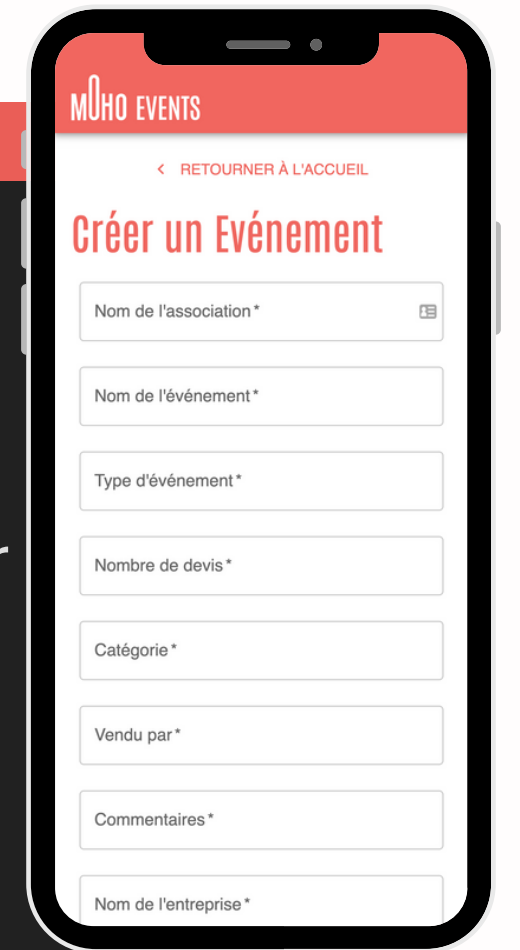 MOHO EVENTS
< RETOURNER À L'ACCUEIL
Créer un Evénement
Nom de l'association *
Nom de l'événement *
Type d'événement *
Nombre de devis *
Catégorie *
Vendu par *
Commentaires *
Nom de l'entreprise *